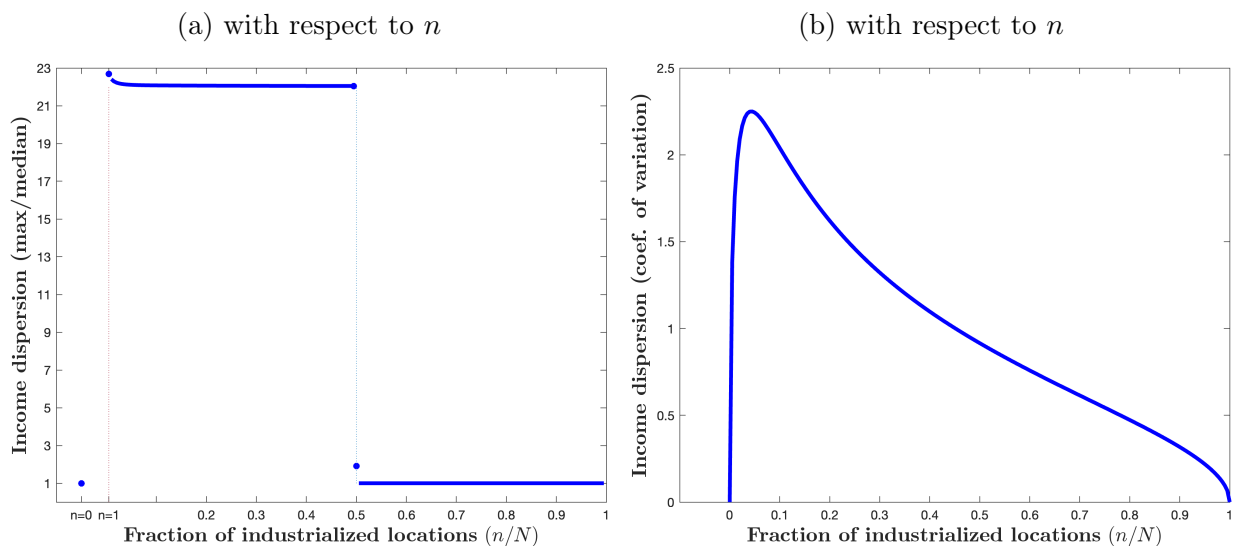 (a) with respect to n
Income dispersion (max/median)
23
21
19
17
15
13
11
9
7
5
3
1
n=0 n=1 0.2 0.3 0.4 0.5 0.6 0.7 0.8 0.9 1
Fraction of industrialized locations (n/N)
(b) with respect to n
Income dispersion (coef. of variation)
2.5
2
1.5
1
0.5
0
0 0.1 0.2 0.3 0.4 0.5 0.6 0.7 0.8 0.9 1
Fraction of industrialized locations (n/N)